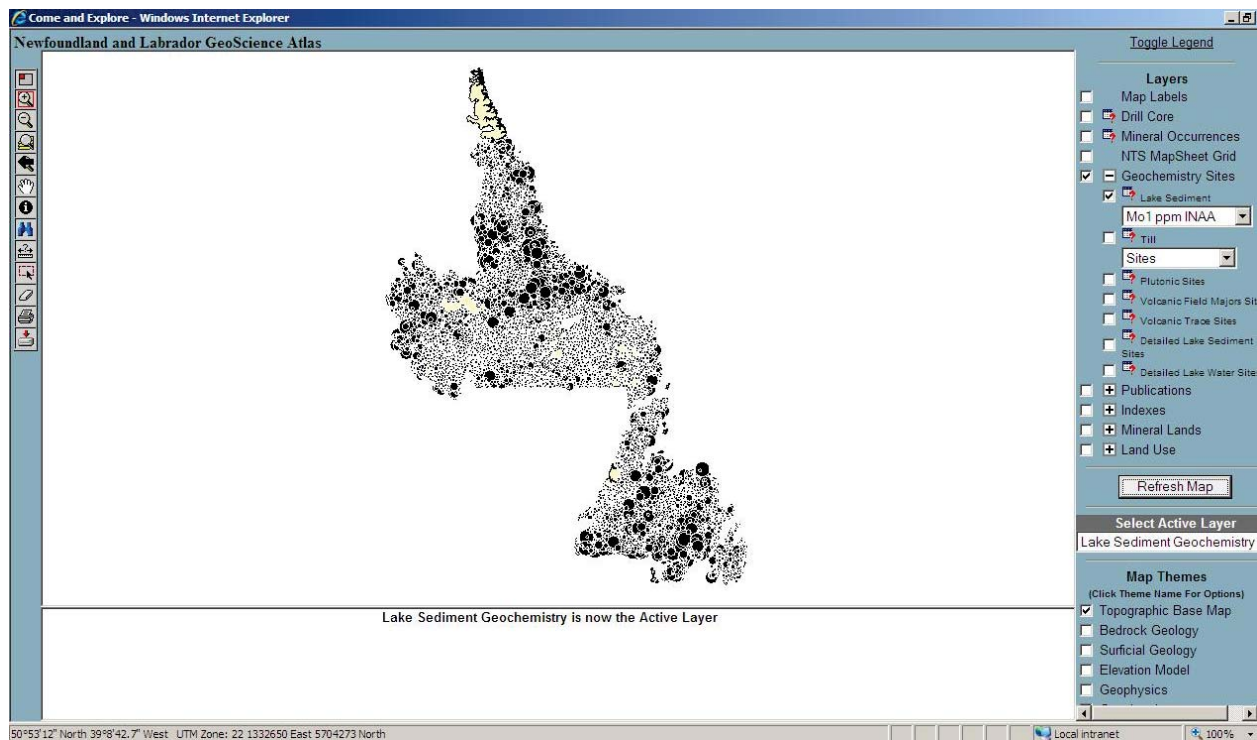 Come and Explore - Windows Internet Explorer
Newfoundland and Labrador GeoScience Atlas
Toggle Legend
Layers
Map Labels
Drill Core
Mineral Occurrences
NTS MapSheet Grid
Geochemistry Sites
Lake Sediment
Mo1 ppm INAA
Till
Sites
Plutonic Sites
Volcanic Field Majors Sit
Volcanic Trace Sites
Detailed Lake Sediment
Sites
Detailed Lake Water Site
Publications
Indexes
Mineral Lands
Land Use
Refresh Map
Select Active Layer
Lake Sediment Geochemistry
Map Themes
(Click Theme Name For Options)
Topographic Base Map
Bedrock Geology
Surficial Geology
Elevation Model
Geophysics
Lake Sediment Geochemistry is now the Active Layer
50°53'12" North 39°8'42.7" West UTM Zone: 22 1332650 East 5704273 North
Local intranet
100%